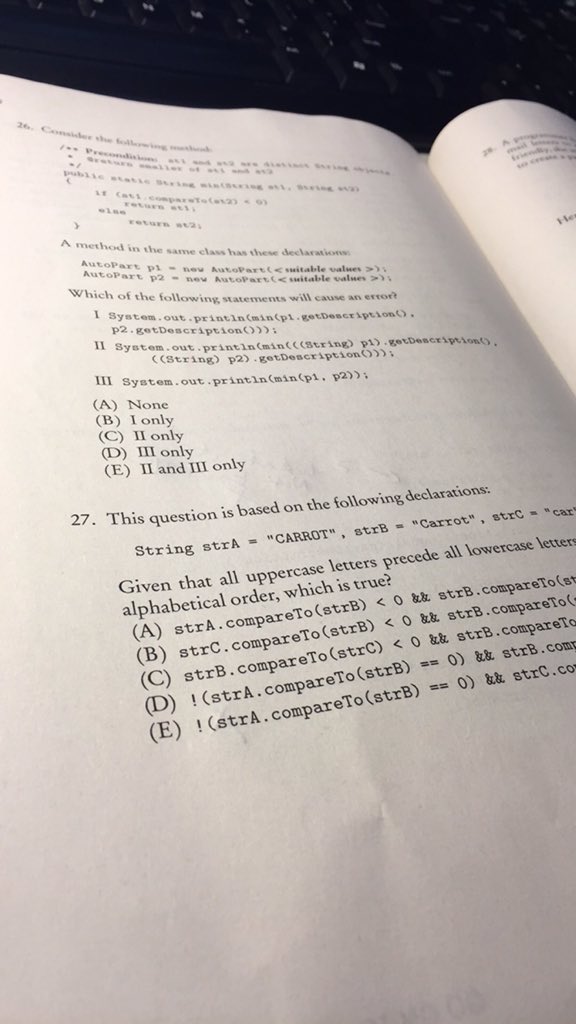 26. Consider the following method:
/** Precondition: st1 and st2 are distinct String objects
* @return smaller of st1 and st2
*/
public static String min(String st1, String st2)
{
if (st1.compareTo(st2) < 0)
return st1;
else
return st2;
}
A method in the same class has these declarations:
AutoPart p1 = new AutoPart(< suitable values >);
AutoPart p2 = new AutoPart(< suitable values >);
Which of the following statements will cause an error?
I System.out.println(min(p1.getDescription(),
p2.getDescription()));
II System.out.println(min(((String) p1).getDescription(),
((String) p2).getDescription()));
III System.out.println(min(p1, p2));
(A) None
(B) I only
(C) II only
(D) III only
(E) II and III only
27. This question is based on the following declarations:
String strA = "CARROT", strB = "Carrot", strC = "car
Given that all uppercase letters precede all lowercase letters
alphabetical order, which is true?
(A) strA.compareTo(strB) < 0 && strB.compareTo(st
(B) strC.compareTo(strB) < 0 && strB.compareTo(
(C) strB.compareTo(strC) < 0 && strB.compareTo
(D) !(strA.compareTo(strB) == 0) && strB.comp
(E) !(strA.compareTo(strB) == 0) && strC.co
28. A